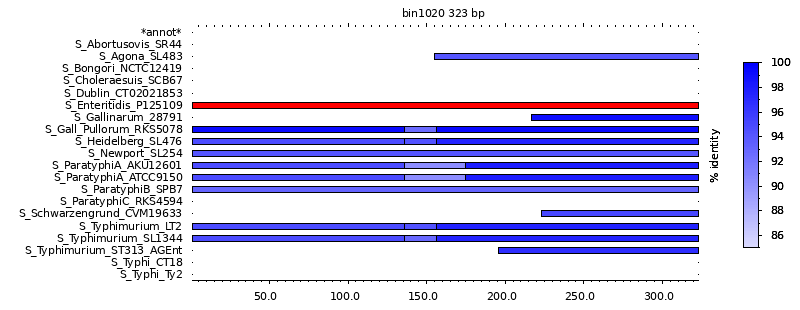 bin1020 323 bp
*annot*
S_Abortusovis_SR44
S_Agona_SL483
S_Bongori_NCTC12419
S_Choleraesuis_SCB67
S_Dublin_CT02021853
S_Enteritidis_P125109
S_Gallinarum_28791
S_Gall_Pullorum_RKS5078
S_Heidelberg_SL476
S_Newport_SL254
S_ParatyphiA_AKU12601
S_ParatyphiA_ATCC9150
S_ParatyphiB_SPB7
S_ParatyphiC_RKS4594
S_Schwarzengrund_CVM19633
S_Typhimurium_LT2
S_Typhimurium_SL1344
S_Typhimurium_ST313_AGEnt
S_Typhi_CT18
S_Typhi_Ty2
50.0 100.0 150.0 200.0 250.0 300.0
100
98
96
94
92
90
88
86
% identity